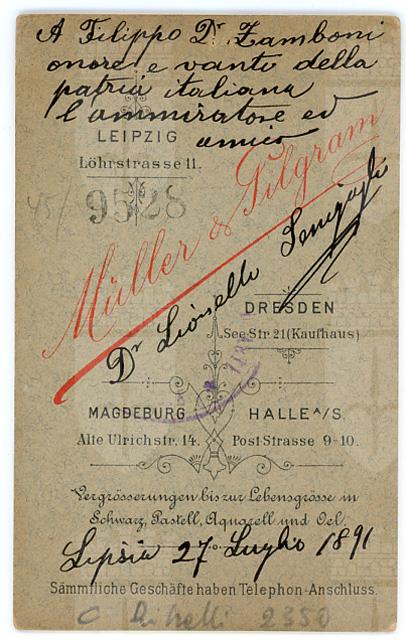 A Filippo Dr. Zamboni
onore e vanto della
patria italiana
l'ammiratore ed
amico
LEIPZIG
Löhrstrasse 11.
45/
9528
Müller & Pilgram
Dr Lionello
DRESDEN
See-Str. 21 (Kaufhaus)
MAGDEBURG
Alte Ulrichstr. 14.
HALLE A/S.
Post-Strasse 9-10.
Vergrösserungen bis zur Lebensgrösse in
Schwarz, Pastell, Aquarell und Oel.
Lipsia 27 Luglio 1891
Sämmtliche Geschäfte haben Telephon-Anschluss.
2350